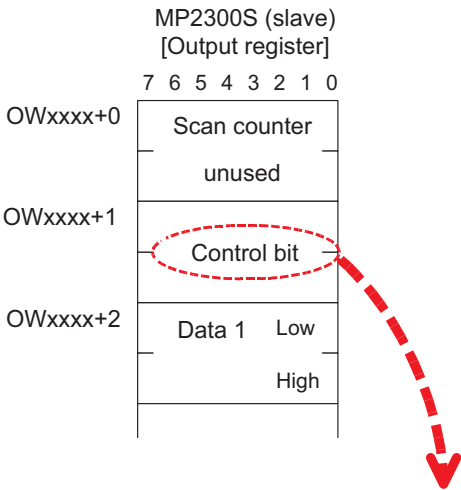 MP2300S (slave)
[Output register]
7 6 5 4 3 2 1 0
OWxxxx+0
Scan counter
unused
OWxxxx+1
Control bit
OWxxxx+2
Data 1 Low
High